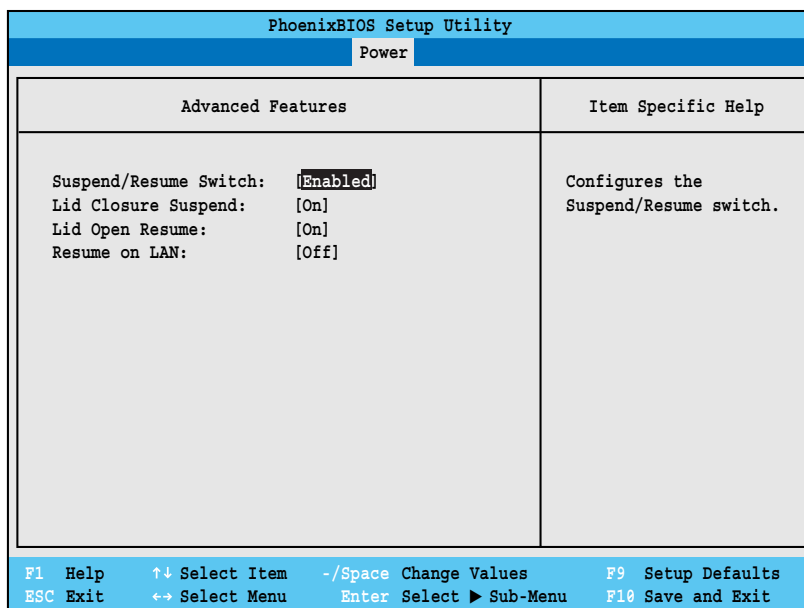 PhoenixBIOS Setup Utility
Power
Advanced Features
Item Specific Help
Suspend/Resume Switch: [Enabled]
Lid Closure Suspend: [On]
Lid Open Resume: [On]
Resume on LAN: [Off]
Configures the
Suspend/Resume switch.
F1 Help ↑↓ Select Item -/Space Change Values F9 Setup Defaults
ESC Exit ←→ Select Menu Enter Select ▶ Sub-Menu F10 Save and Exit